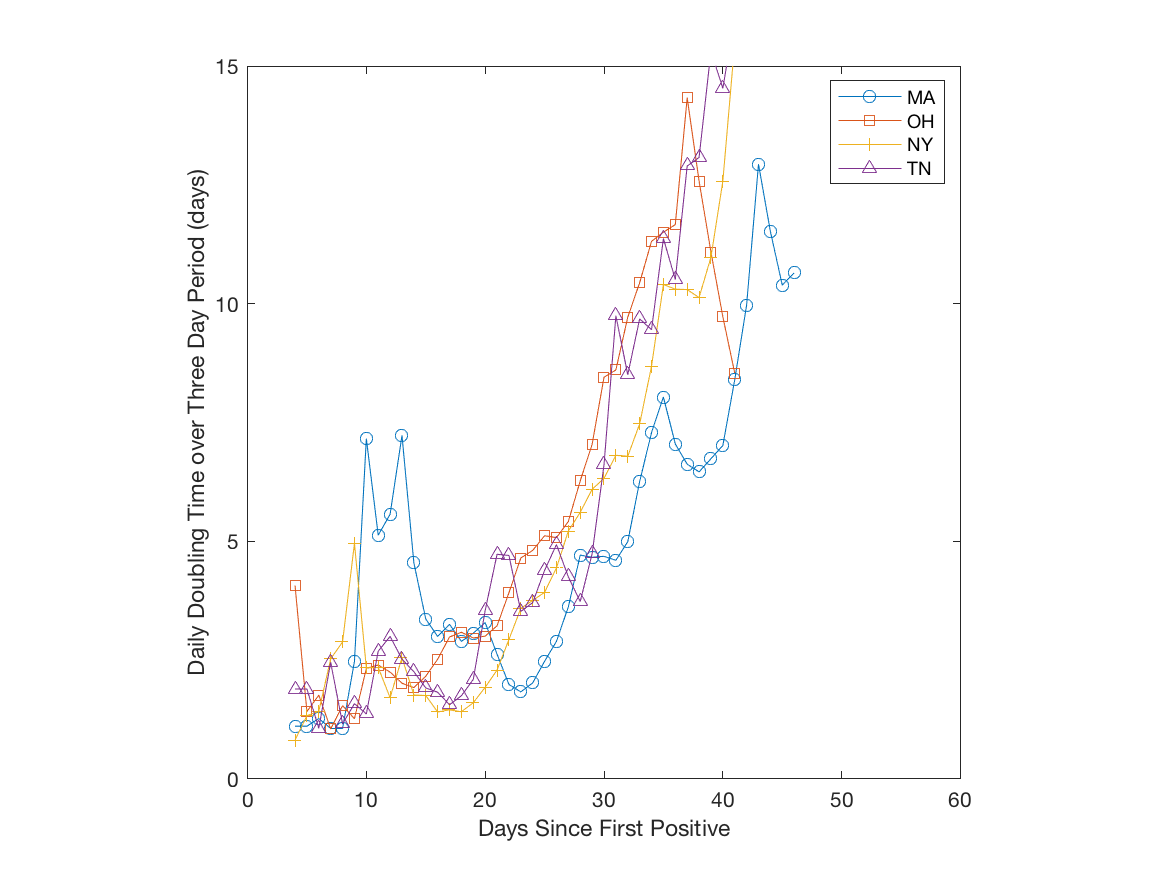 15
10
5
0
0 10 20 30 40 50 60
Daily Doubling Time over Three Day Period (days)
Days Since First Positive
MA
OH
NY
TN